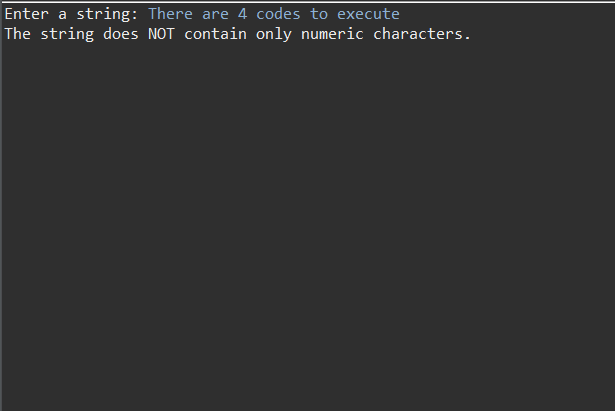 Enter a string: There are 4 codes to execute
The string does NOT contain only numeric characters.